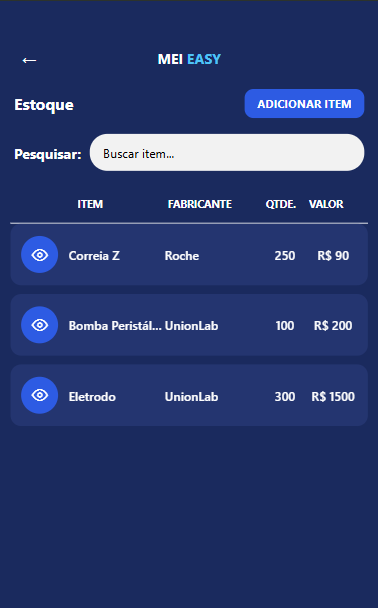 ←
MEI EASY
Estoque
ADICIONAR ITEM
Pesquisar: Buscar item...
ITEM FABRICANTE QTDE. VALOR
Correia Z Roche 250 R$ 90
Bomba Peristál... UnionLab 100 R$ 200
Eletrodo UnionLab 300 R$ 1500